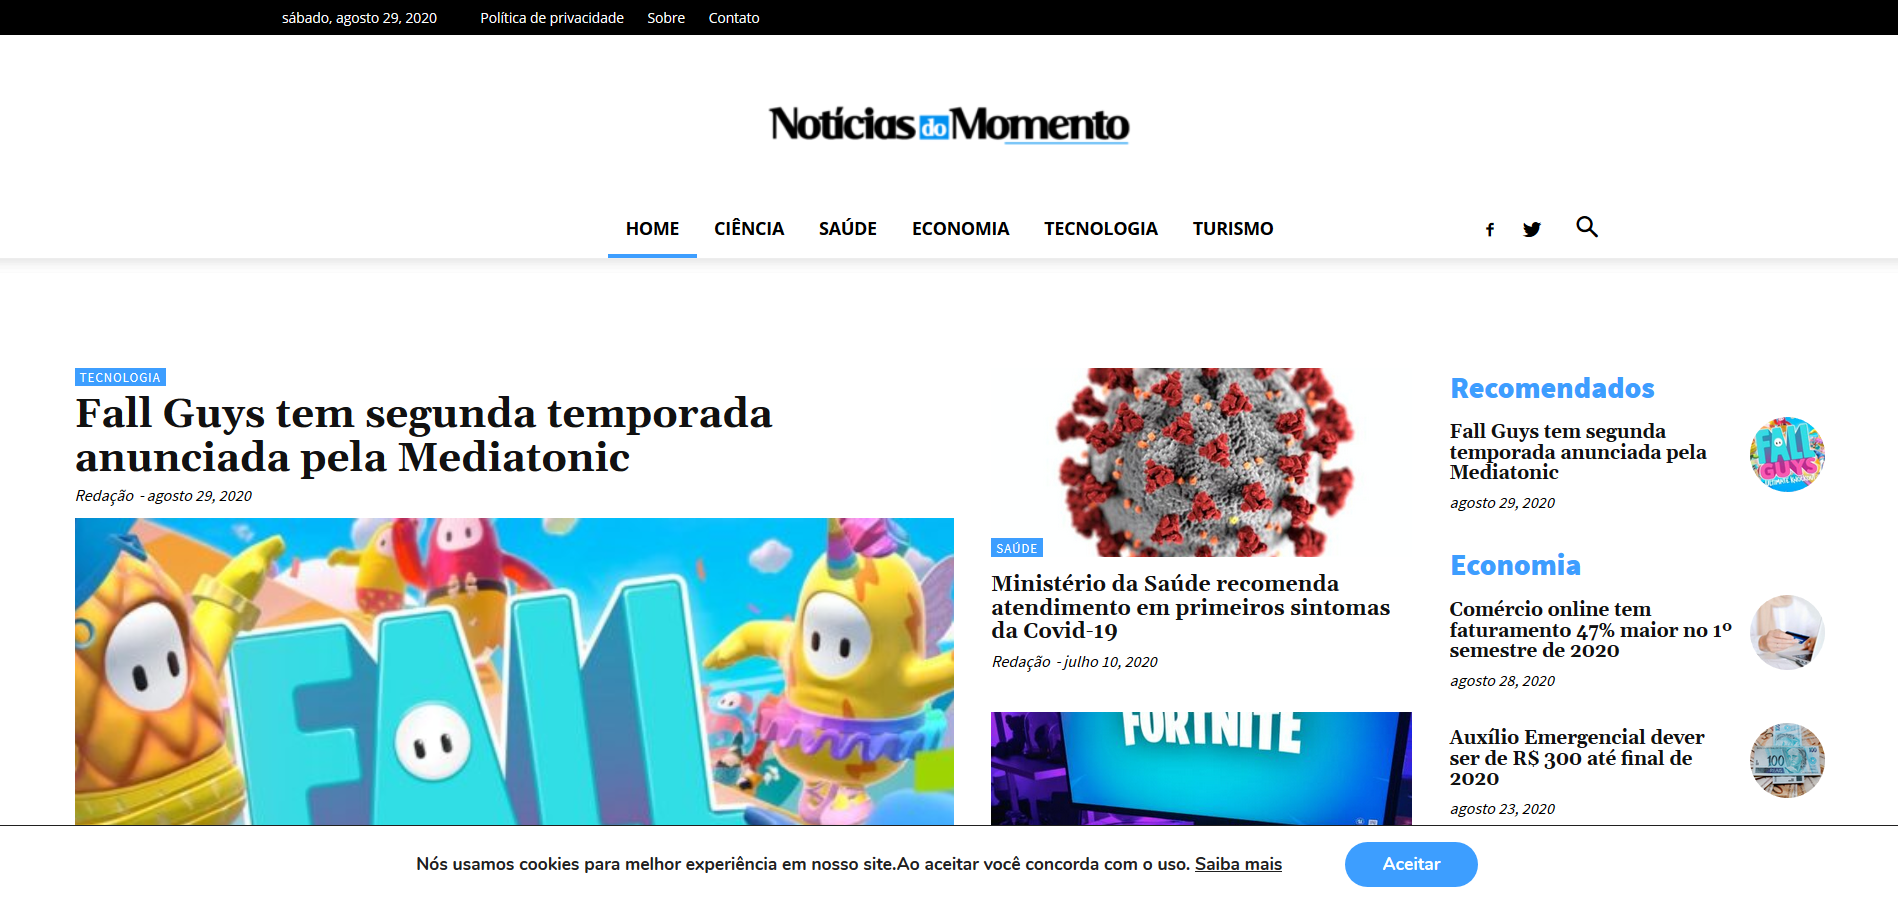 sábado, agosto 29, 2020 Política de privacidade Sobre Contato
Notícias do Momento
HOME CIÊNCIA SAÚDE ECONOMIA TECNOLOGIA TURISMO
TECNOLOGIA
Fall Guys tem segunda temporada
anunciada pela Mediatonic
Redação - agosto 29, 2020
FALL
SAÚDE
Ministério da Saúde recomenda
atendimento em primeiros sintomas
da Covid-19
Redação - julho 10, 2020
FORTNITE
Recomendados
Fall Guys tem segunda
temporada anunciada pela
Mediatonic
agosto 29, 2020
FALL
GUYS
ULTIMATE KNOCKOUT
Economia
Comércio online tem
faturamento 47% maior no 1º
semestre de 2020
agosto 28, 2020
Auxílio Emergencial dever
ser de R$ 300 até final de
2020
agosto 23, 2020
100
Nós usamos cookies para melhor experiência em nosso site.Ao aceitar você concorda com o uso. Saiba mais
Aceitar